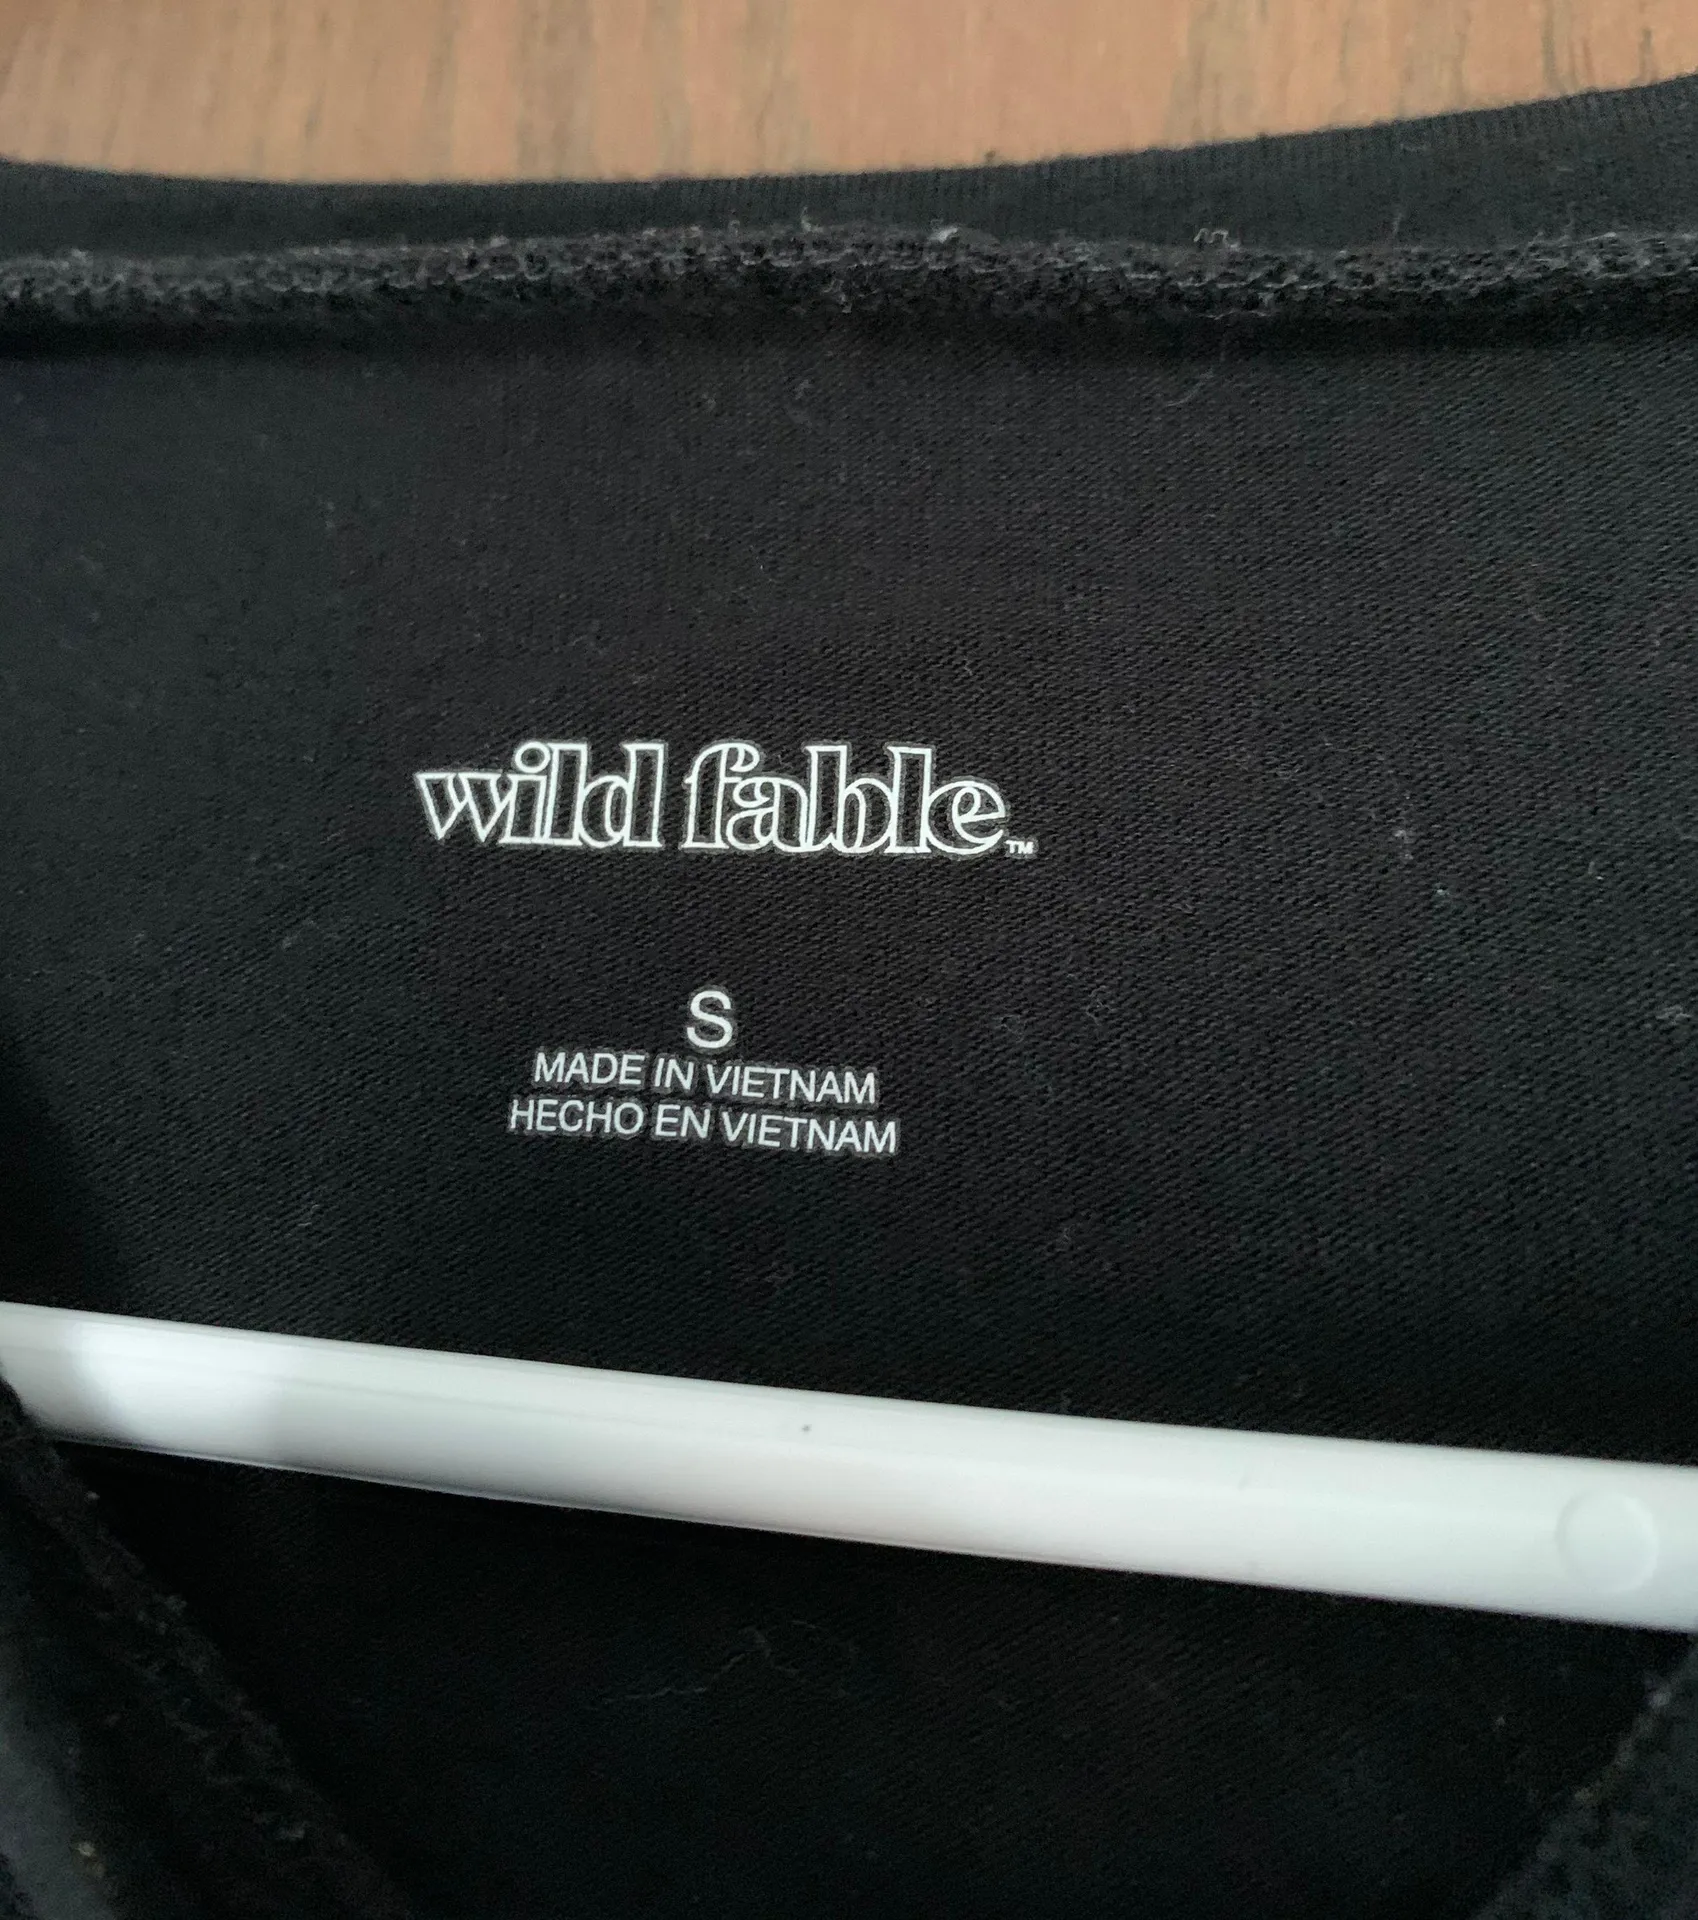 wild fable™
S
MADE IN VIETNAM
HECHO EN VIETNAM